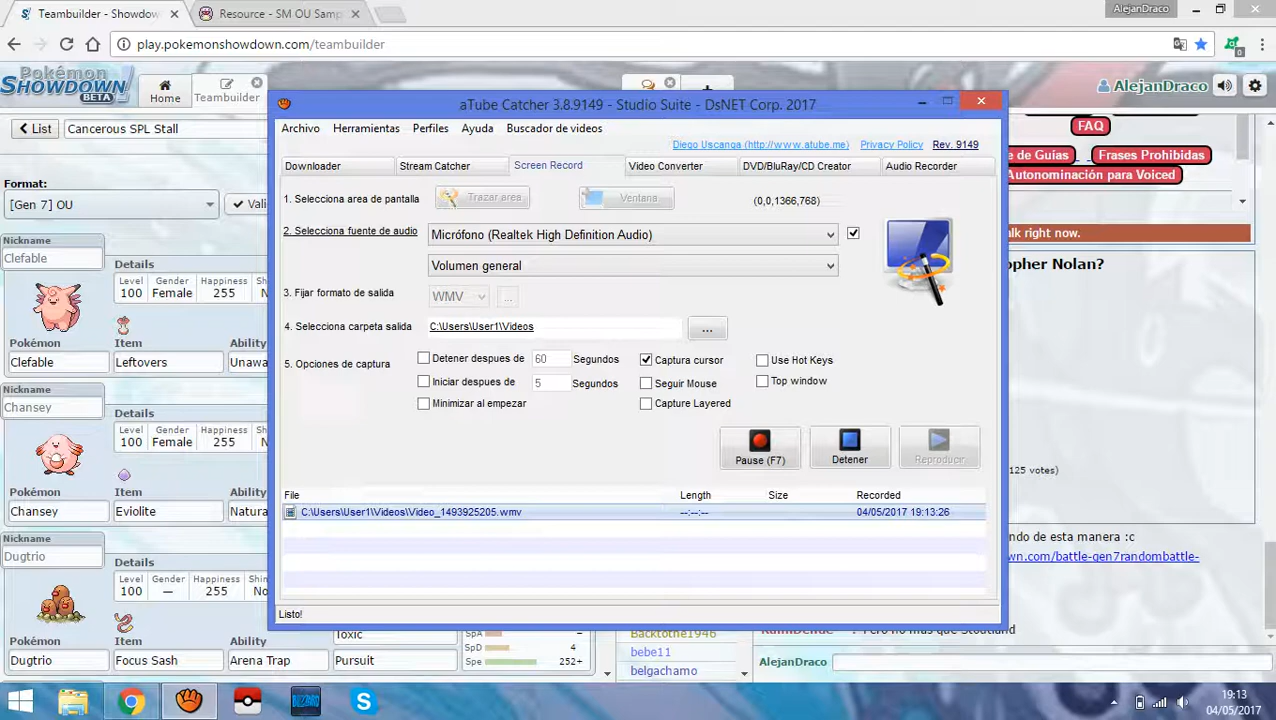 Teambuilder - Showdow
Resource - SM OU Samp
AlejanDraco
play.pokemonshowdown.com/teambuilder
Pokémon
SHOWDOWN
BETA
Home
Teambuilder
AlejanDraco
List
Cancerous SPL Stall
Format:
[Gen 7] OU
Vali
Nickname
Clefable
Details
Level
Gender
Happiness
100
Female
255
Pokémon
Item
Ability
Clefable
Leftovers
Unawa
Nickname
Chansey
Details
Level
Gender
Happiness
100
Female
255
Pokémon
Item
Ability
Chansey
Eviolite
Natura
Nickname
Dugtrio
Details
Level
Gender
Happiness
Shin
100
—
255
No
Pokémon
Item
Ability
Dugtrio
Focus Sash
Arena Trap
Toxic
Pursuit
SpA
SpD
4
Spe
252+
aTube Catcher 3.8.9149 - Studio Suite - DsNET Corp. 2017
Archivo
Herramientas
Perfiles
Ayuda
Buscador de videos
Diego Uscanga (http://www.atube.me)
Privacy Policy
Rev. 9149
Downloader
Stream Catcher
Screen Record
Video Converter
DVD/BluRay/CD Creator
Audio Recorder
1. Selecciona area de pantalla
Trazar area
Ventana
(0,0,1366,768)
2. Selecciona fuente de audio
Micrófono (Realtek High Definition Audio)
Volumen general
3. Fijar formato de salida
WMV
...
4. Selecciona carpeta salida
C:\Users\User1\Videos
...
5. Opciones de captura
Detener despues de
60
Segundos
Captura cursor
Use Hot Keys
Iniciar despues de
5
Segundos
Seguir Mouse
Top window
Minimizar al empezar
Capture Layered
Pause (F7)
Detener
Reproducir
File
Length
Size
Recorded
C:\Users\User1\Videos\Video_1493925205.wmv
--:--:--
04/05/2017 19:13:26
Listo!
FAQ
e de Guías
Frases Prohibidas
Autonominación para Voiced
alk right now.
opher Nolan?
125 votes)
ndo de esta manera :c
wn.com/battle-gen7randombattle-
Backtothe1946
bebe11
belgachamo
AlejanDraco
BLIZZARD
19:13
04/05/2017